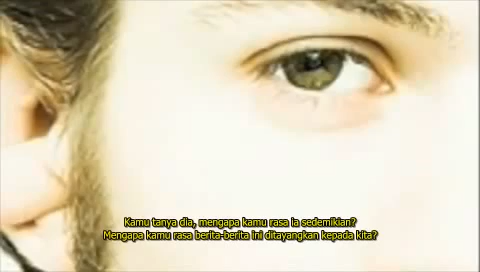 Kamu tanya dia, mengapa kamu rasa ia sedemikian?
Mengapa kamu rasa berita-berita ini ditayangkan kepada kita?